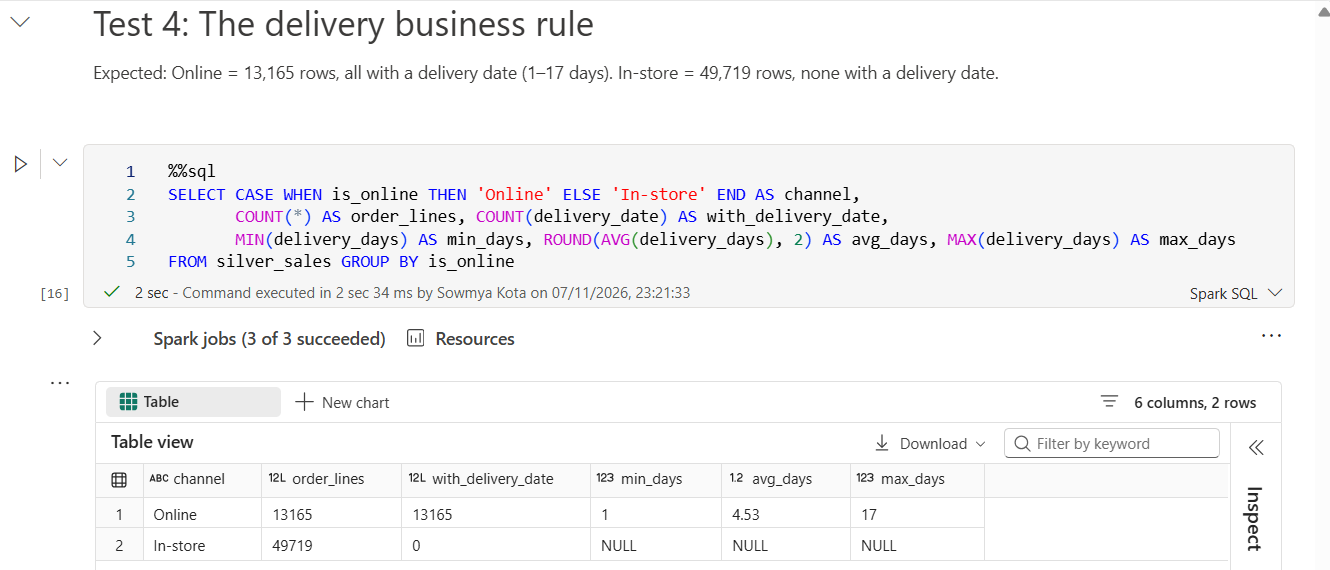 Test 4: The delivery business rule
Expected: Online = 13,165 rows, all with a delivery date (1–17 days). In-store = 49,719 rows, none with a delivery date.
1 %%sql
2 SELECT CASE WHEN is_online THEN 'Online' ELSE 'In-store' END AS channel,
3 COUNT(*) AS order_lines, COUNT(delivery_date) AS with_delivery_date,
4 MIN(delivery_days) AS min_days, ROUND(AVG(delivery_days), 2) AS avg_days, MAX(delivery_days) AS max_days
5 FROM silver_sales GROUP BY is_online
[16] 2 sec - Command executed in 2 sec 34 ms by Sowmya Kota on 07/11/2026, 23:21:33 Spark SQL
Spark jobs (3 of 3 succeeded) Resources
Table New chart 6 columns, 2 rows
Table view Download Filter by keyword
ABC channel 12L order_lines 12L with_delivery_date 123 min_days 1.2 avg_days 123 max_days
1 Online 13165 13165 1 4.53 17
2 In-store 49719 0 NULL NULL NULL
Inspect